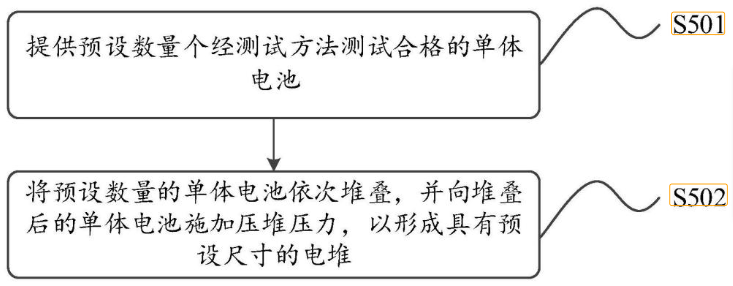 提供预设数量个经测试方法测试合格的单体
电池
S501
将预设数量的单体电池依次堆叠，并向堆叠
后的单体电池施加压堆压力，以形成具有预
设尺寸的电堆
S502